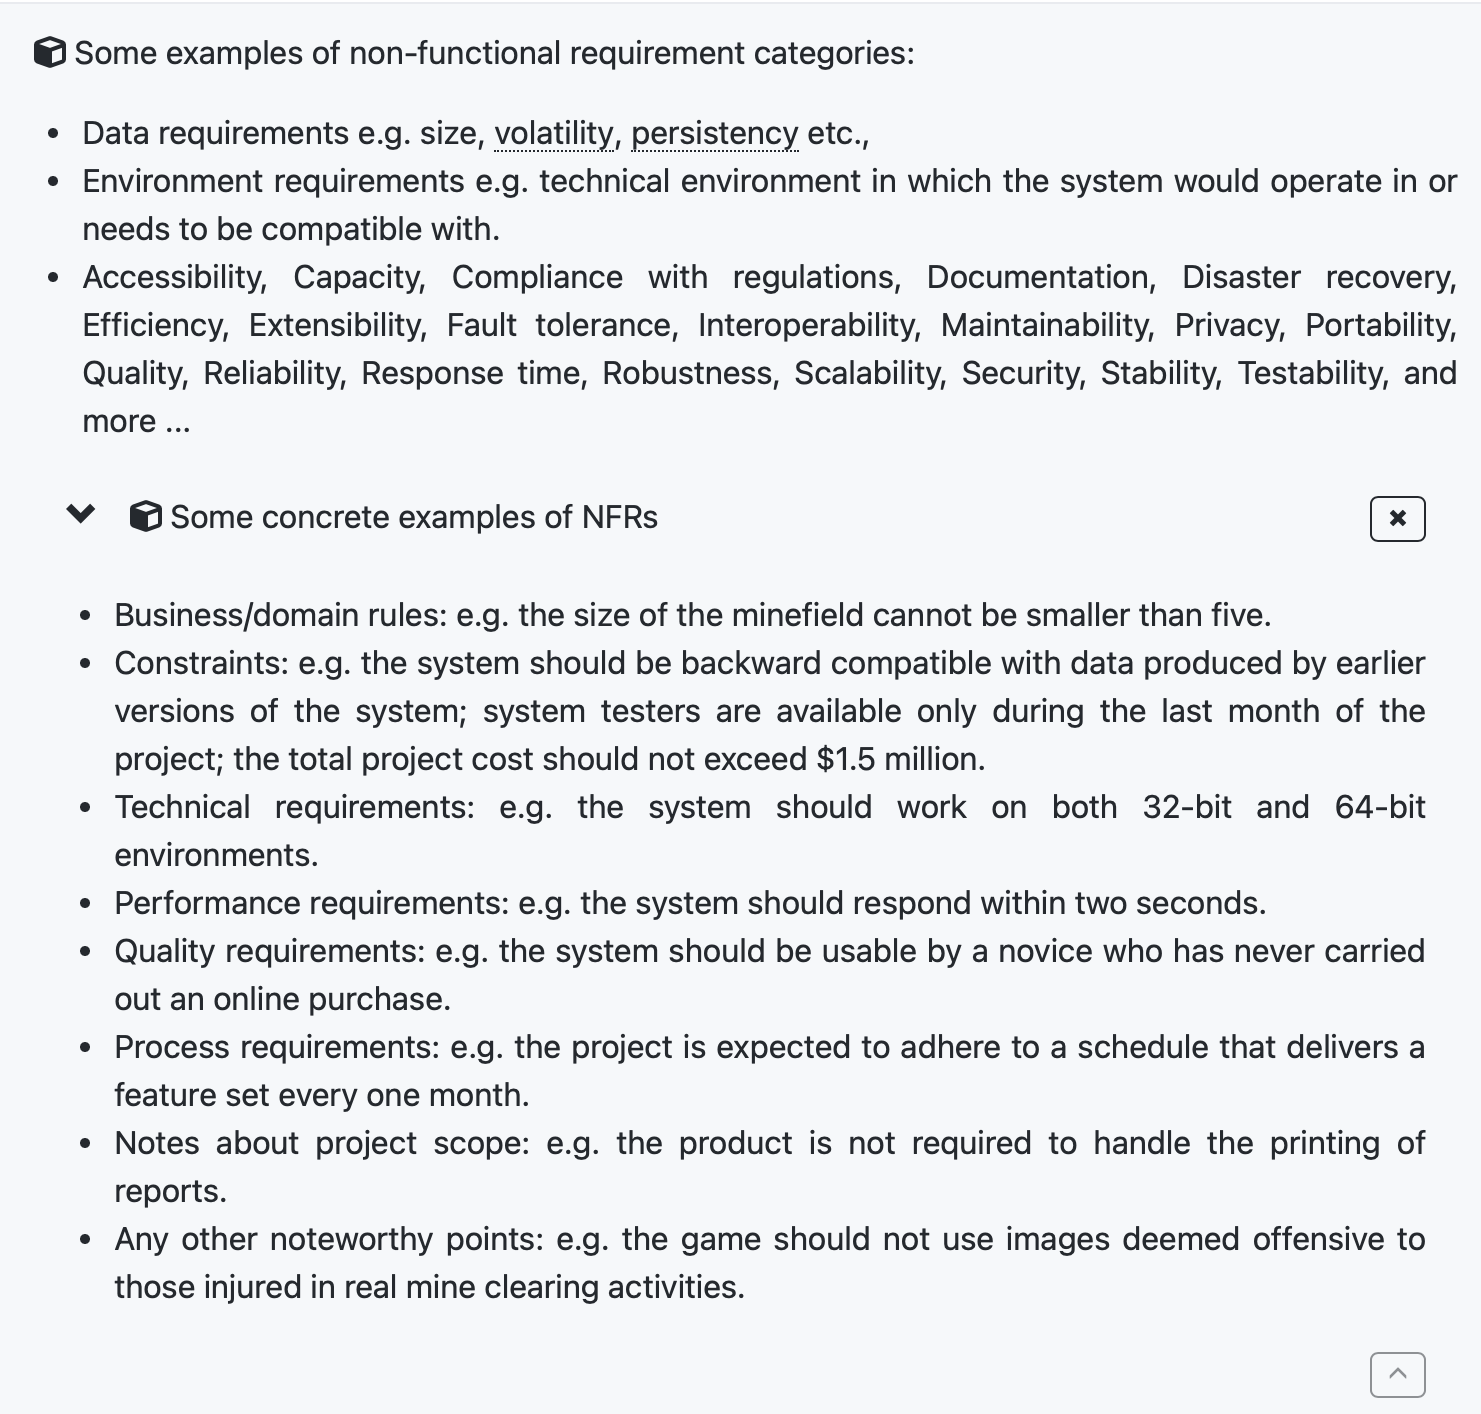 Some examples of non-functional requirement categories:
• Data requirements e.g. size, volatility, persistency etc.,
• Environment requirements e.g. technical environment in which the system would operate in or
needs to be compatible with.
• Accessibility, Capacity, Compliance with regulations, Documentation, Disaster recovery,
Efficiency, Extensibility, Fault tolerance, Interoperability, Maintainability, Privacy, Portability,
Quality, Reliability, Response time, Robustness, Scalability, Security, Stability, Testability, and
more ...
Some concrete examples of NFRs
• Business/domain rules: e.g. the size of the minefield cannot be smaller than five.
• Constraints: e.g. the system should be backward compatible with data produced by earlier
versions of the system; system testers are available only during the last month of the
project; the total project cost should not exceed $1.5 million.
• Technical requirements: e.g. the system should work on both 32-bit and 64-bit
environments.
• Performance requirements: e.g. the system should respond within two seconds.
• Quality requirements: e.g. the system should be usable by a novice who has never carried
out an online purchase.
• Process requirements: e.g. the project is expected to adhere to a schedule that delivers a
feature set every one month.
• Notes about project scope: e.g. the product is not required to handle the printing of
reports.
• Any other noteworthy points: e.g. the game should not use images deemed offensive to
those injured in real mine clearing activities.